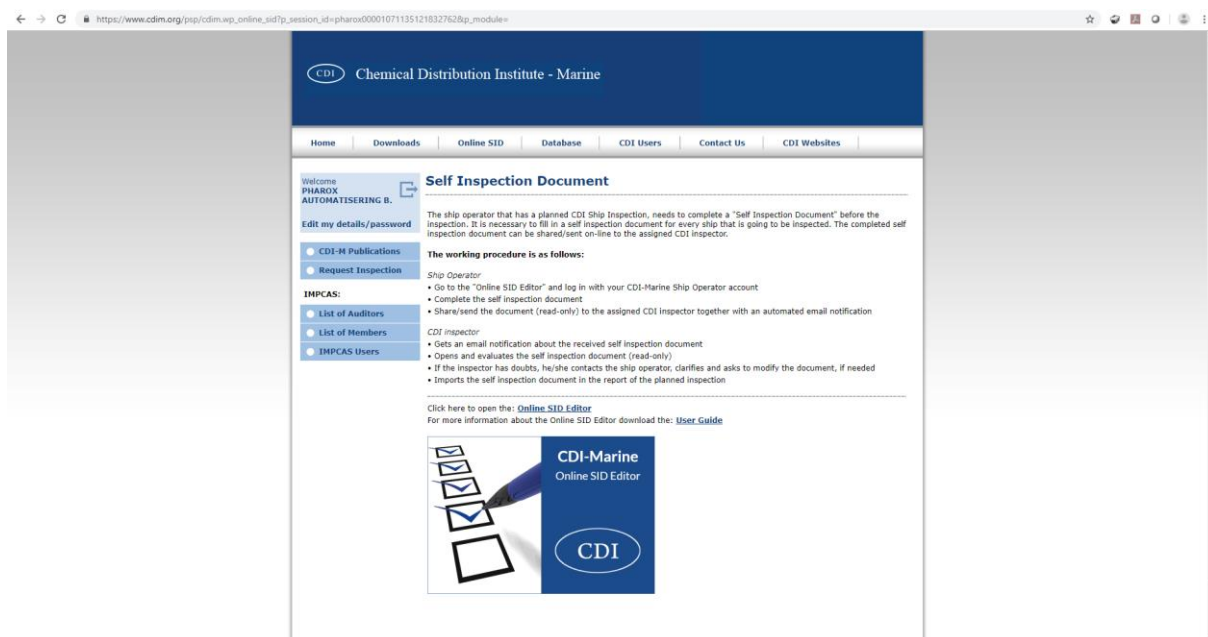 https://www.cdim.org/psp/cdim.wp_online_sid?p_session_id=pharox00001071135121832762&p_module=
CDI Chemical Distribution Institute - Marine
Home Downloads Online SID Database CDI Users Contact Us CDI Websites
Welcome
PHAROX
AUTOMATISERING B.
Edit my details/password
CDI-M Publications
Request Inspection
IMPCAS:
List of Auditors
List of Members
IMPCAS Users
Self Inspection Document
The ship operator that has a planned CDI Ship Inspection, needs to complete a "Self Inspection Document" before the
inspection. It is necessary to fill in a self inspection document for every ship that is going to be inspected. The completed self
inspection document can be shared/sent on-line to the assigned CDI inspector.
The working procedure is as follows:
Ship Operator
• Go to the "Online SID Editor" and log in with your CDI-Marine Ship Operator account
• Complete the self inspection document
• Share/send the document (read-only) to the assigned CDI inspector together with an automated email notification
CDI inspector
• Gets an email notification about the received self inspection document
• Opens and evaluates the self inspection document (read-only)
• If the inspector has doubts, he/she contacts the ship operator, clarifies and asks to modify the document, if needed
• Imports the self inspection document in the report of the planned inspection
Click here to open the: Online SID Editor
For more information about the Online SID Editor download the: User Guide
CDI-Marine
Online SID Editor
CDI